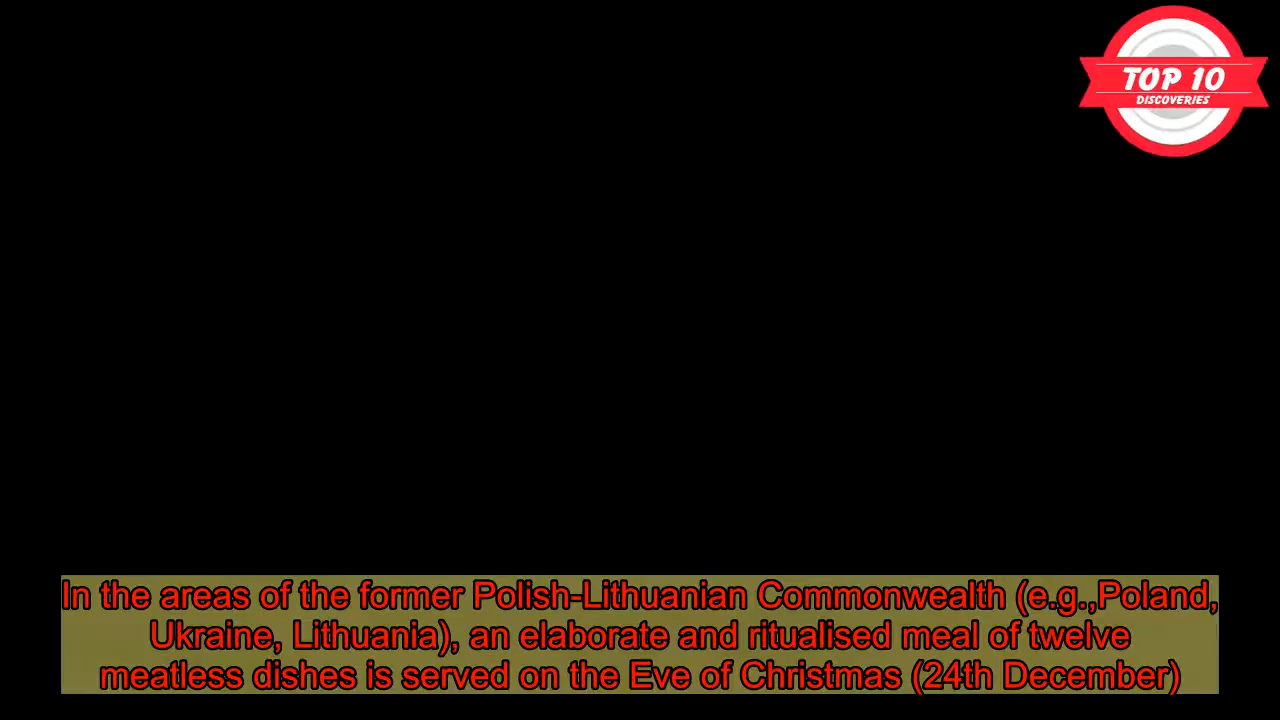 TOP 10
DISCOVERIES
In the areas of the former Polish-Lithuanian Commonwealth (e.g.,Poland,
Ukraine, Lithuania), an elaborate and ritualised meal of twelve
meatless dishes is served on the Eve of Christmas (24th December)